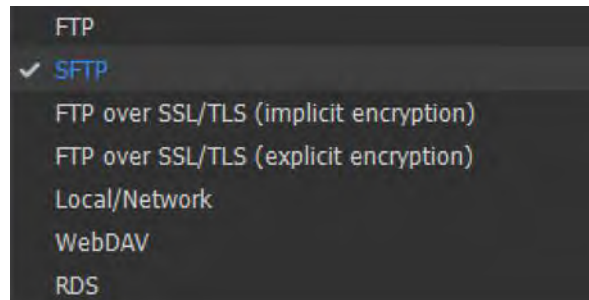 FTP
SFTP
FTP over SSL/TLS (implicit encryption)
FTP over SSL/TLS (explicit encryption)
Local/Network
WebDAV
RDS